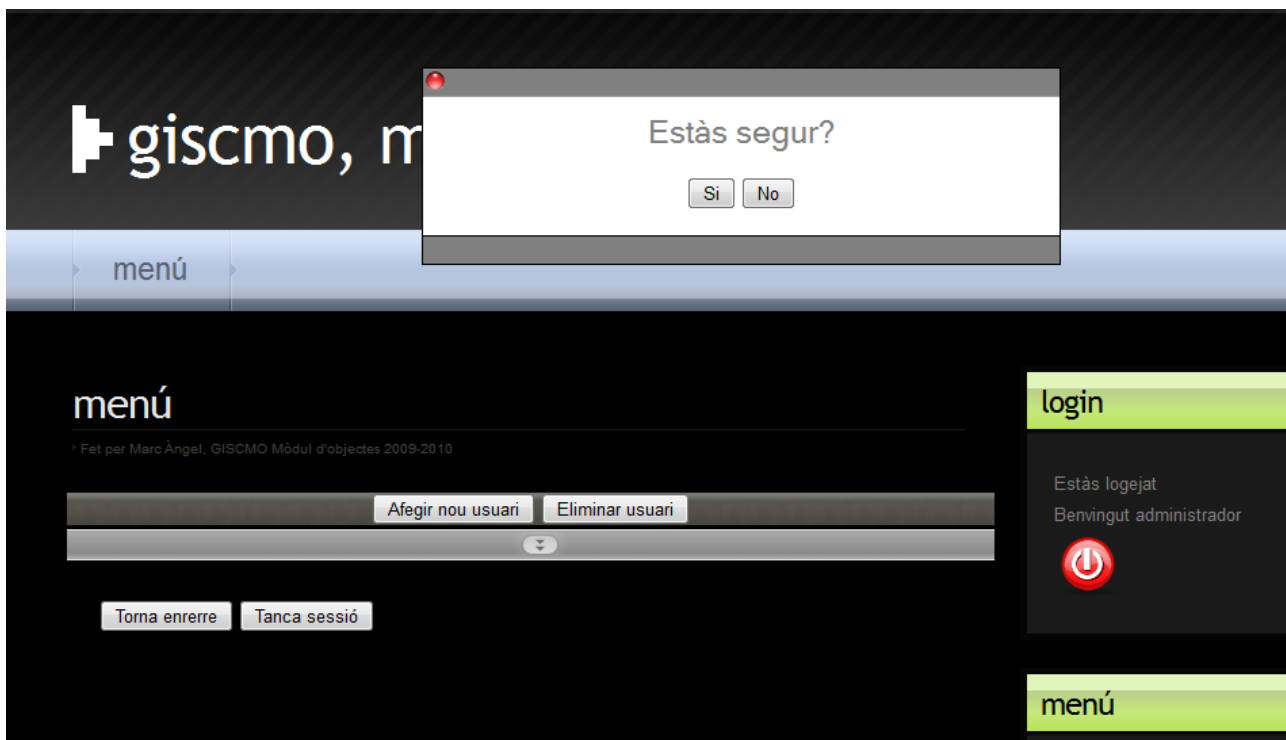 Estàs segur?
Si No
giscmo, m
menú
menú
Fet per Marc Àngel, GISCMO Mòdul d'objectes 2009-2010
Afegir nou usuari Eliminar usuari
Torna enrerre Tanca sessió
login
Estàs logejat
Benvingut administrador
menú